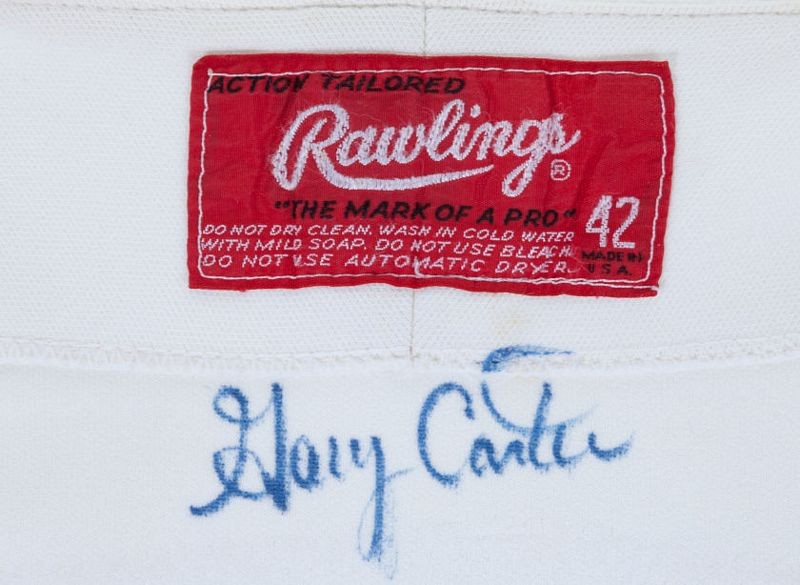 ACTION TAILORED
Rawlings®
"THE MARK OF A PRO"
42
DO NOT DRY CLEAN. WASH IN COLD WATER
WITH MILD SOAP. DO NOT USE BLEACH.
DO NOT USE AUTOMATIC DRYER.
MADE IN
U.S.A.
Gary Carter